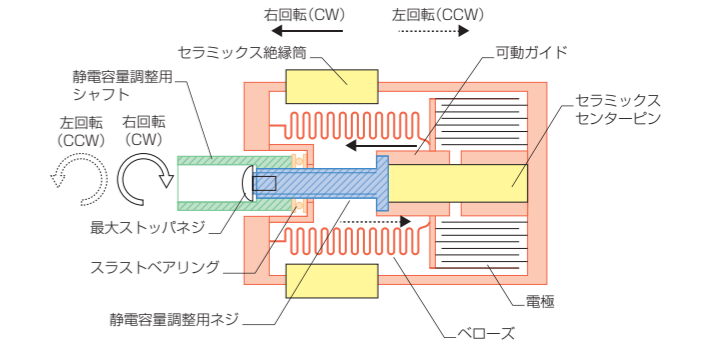 右回転(CW)
左回転(CCW)
セラミックス絶縁筒
可動ガイド
静電容量調整用
シャフト
セラミックス
センターピン
左回転
(CCW)
右回転
(CW)
最大ストッパネジ
スラストベアリング
電極
静電容量調整用ネジ
ベローズ